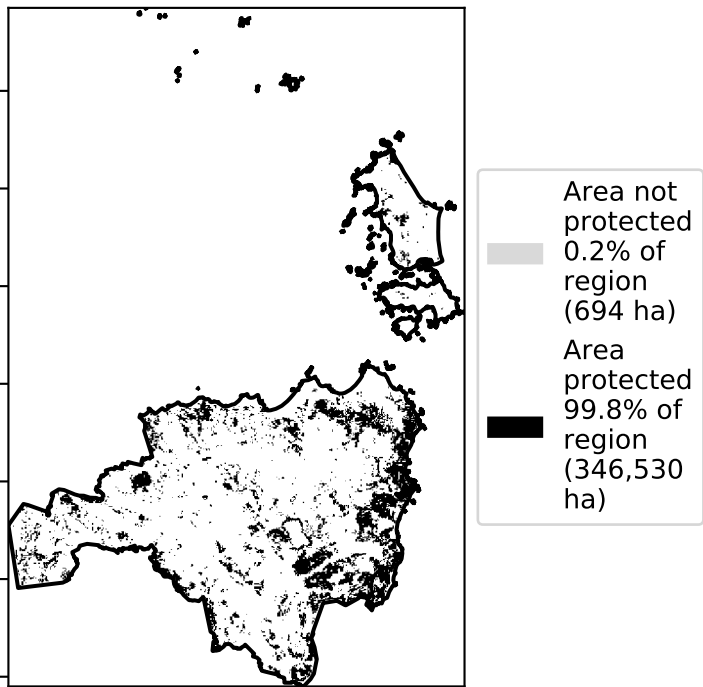 Area not
protected
0.2% of
region
(694 ha)
Area
protected
99.8% of
region
(346,530
ha)